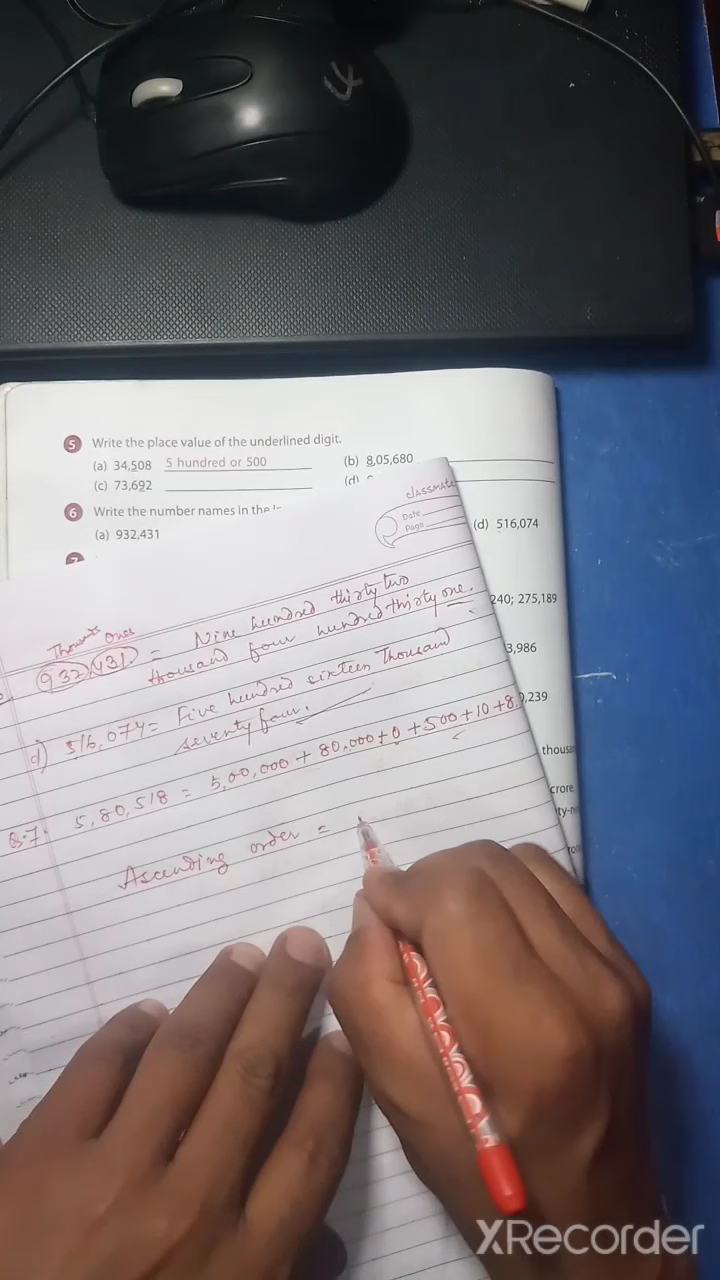 5 Write the place value of the underlined digit.
(a) 34,508 5 hundred or 500 (b) 8,05,680
(c) 73,692 (d)
6 Write the number names in the
(a) 932,431 (d) 516,074
classmate
Date
Page
240; 275,189
3,986
9,239
thousan
crore
ty-n
Thousands Ones
932,431 = Nine hundred thirty two
thousand four hundred thirty one.
d) 516,074 = Five hundred sixteen Thousand
seventy four.
Q.7. 5,80,518 = 5,00,000 + 80,000 + 0 + 500 + 10 + 8
Ascending order =
XRecorder